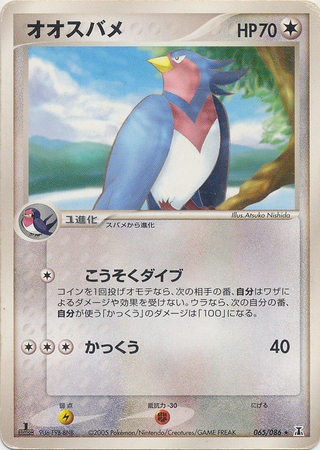 オオスバメ HP70
Illus. Atsuko Nishida
1進化 スバメから進化
こうそくダイブ
コインを1回投げオモテなら、次の相手の番、自分はワザに
よるダメージや効果を受けない。ウラなら、次の自分の番、
自分が使う「かっくう」のダメージは「100」になる。
かっくう 40
弱点 抵抗力-30 にげる
©2005 Pokémon/Nintendo/Creatures/GAME FREAK 065/086 ★